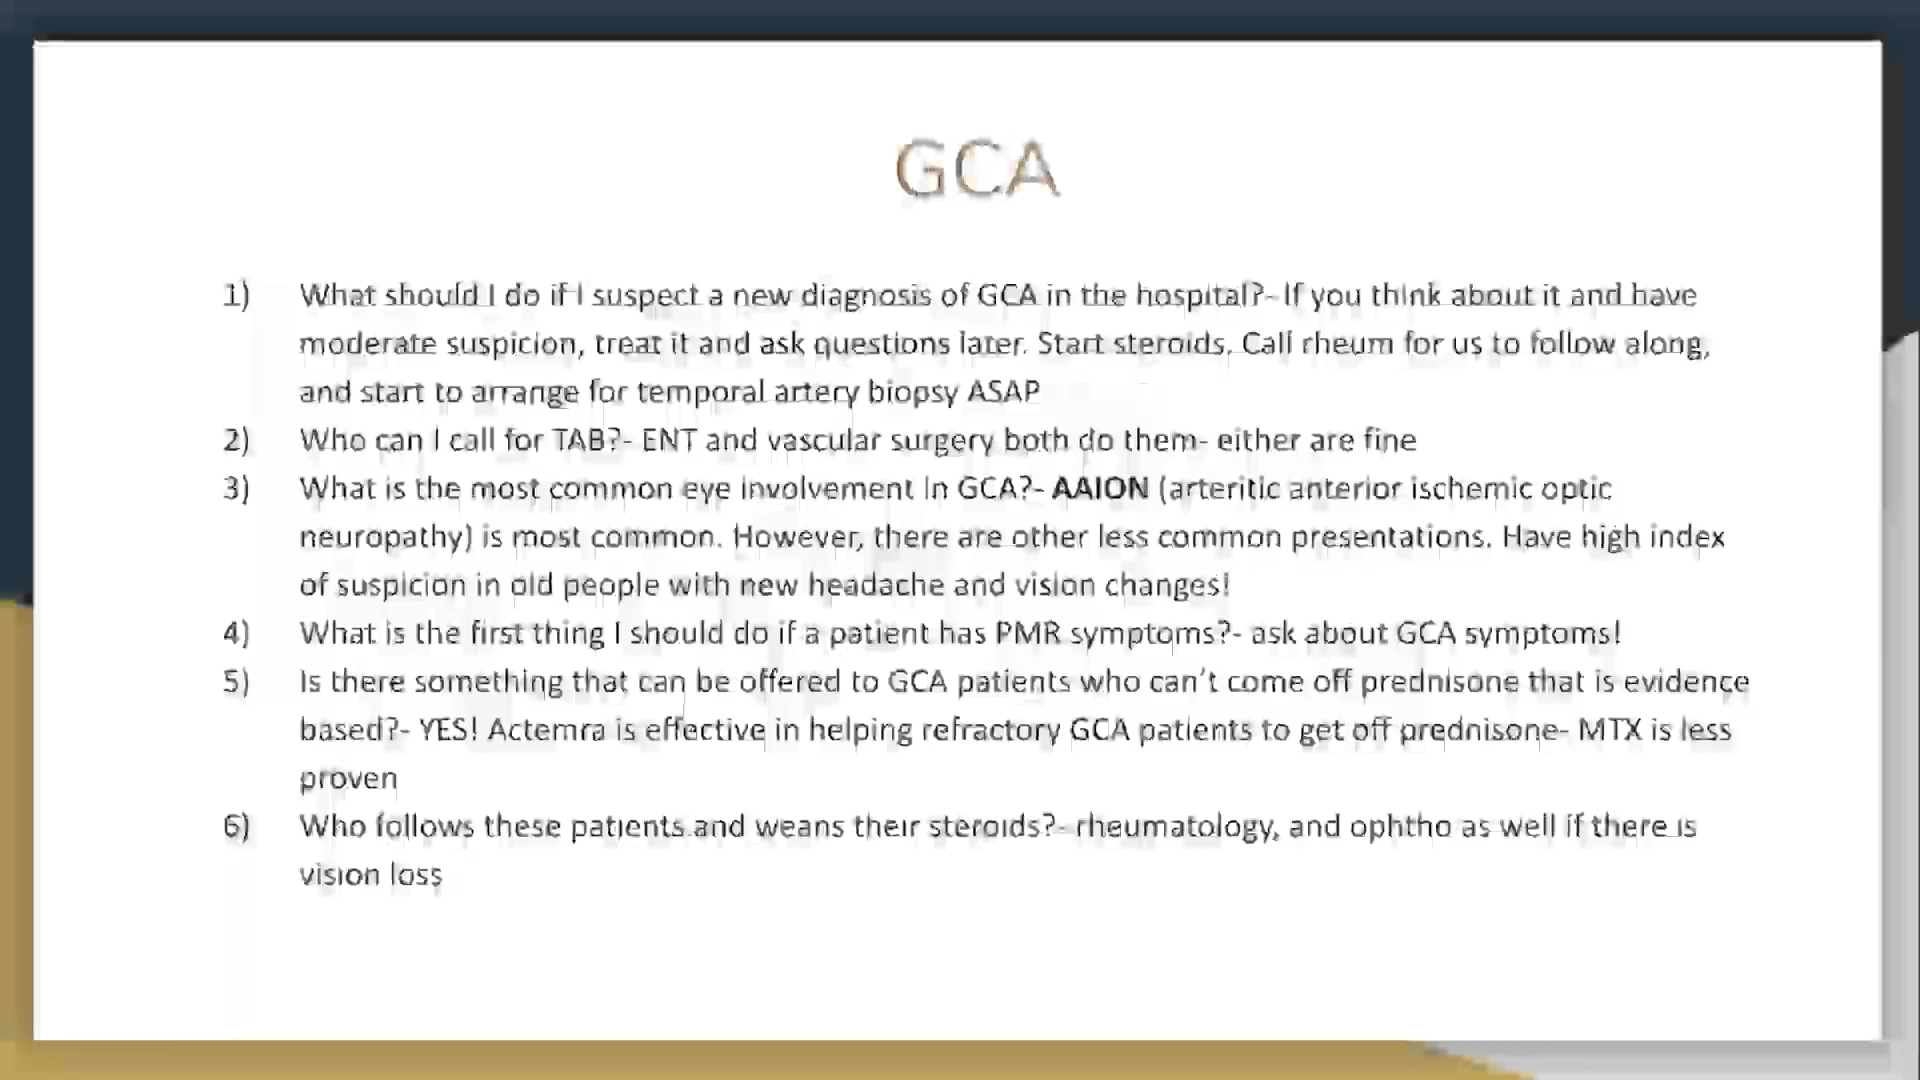 GCA
1) What should I do if I suspect a new diagnosis of GCA in the hospital?- If you think about it and have
moderate suspicion, treat it and ask questions later. Start steroids. Call rheum for us to follow along,
and start to arrange for temporal artery biopsy ASAP
2) Who can I call for TAB?- ENT and vascular surgery both do them- either are fine
3) What is the most common eye involvement in GCA?- AAION (arteritic anterior ischemic optic
neuropathy) is most common. However, there are other less common presentations. Have high index
of suspicion in old people with new headache and vision changes!
4) What is the first thing I should do if a patient has PMR symptoms?- ask about GCA symptoms!
5) Is there something that can be offered to GCA patients who can’t come off prednisone that is evidence
based?- YES! Actemra is effective in helping refractory GCA patients to get off prednisone- MTX is less
proven
6) Who follows these patients and weans their steroids?- rheumatology, and ophtho as well if there is
vision loss